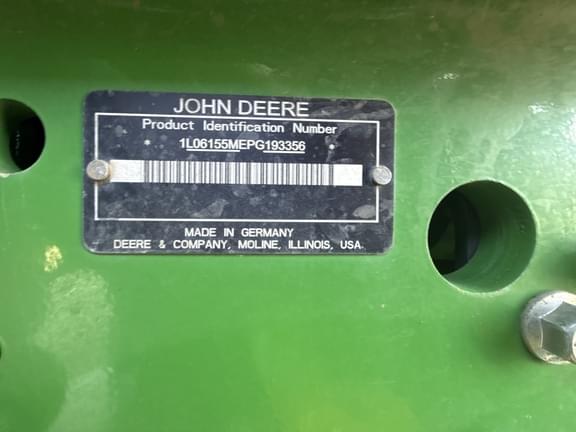 JOHN DEERE
Product Identification Number
* 1L06155MEPG193356 *
MADE IN GERMANY
DEERE & COMPANY, MOLINE, ILLINOIS, USA